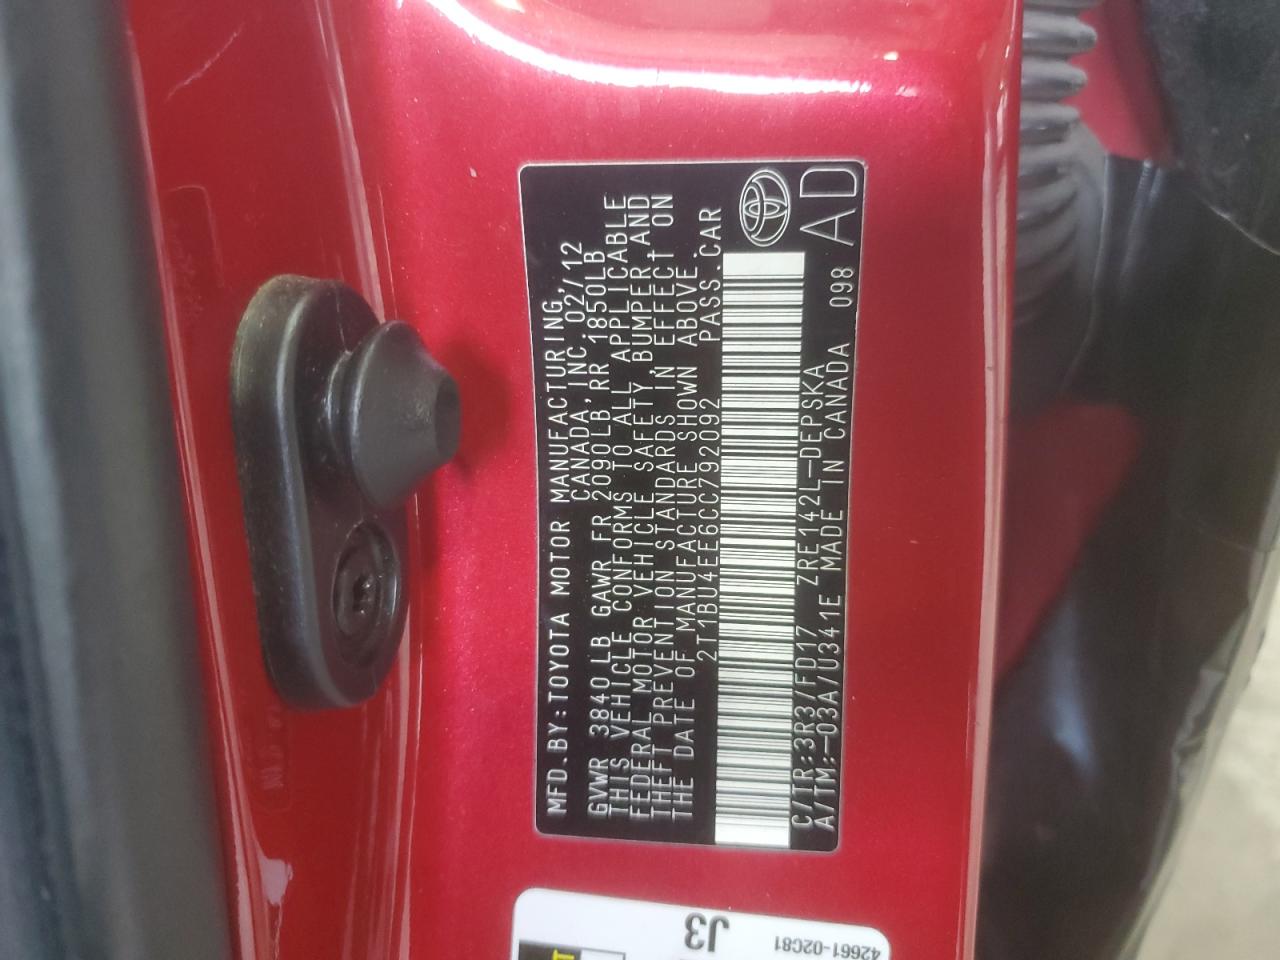 MFD.BY:TOYOTA MOTOR MANUFACTURING,
CANADA,INC. 02/12
GVWR 3840LB GAWR FR 2090LB RR 1850LB
THIS VEHICLE CONFORMS TO ALL APPLICABLE
FEDERAL MOTOR VEHICLE SAFETY,BUMPER,AND
THEFT PREVENTION STANDARDS IN EFFECT ON
THE DATE OF MANUFACTURE SHOWN ABOVE.
2T1BU4EE6CC792092 PASS.CAR
C/TR:3R3/FD17 ZRE142L-DEPSKA
A/TM:-03A/U341E MADE IN CANADA 098
AD
J3
42661-02C81